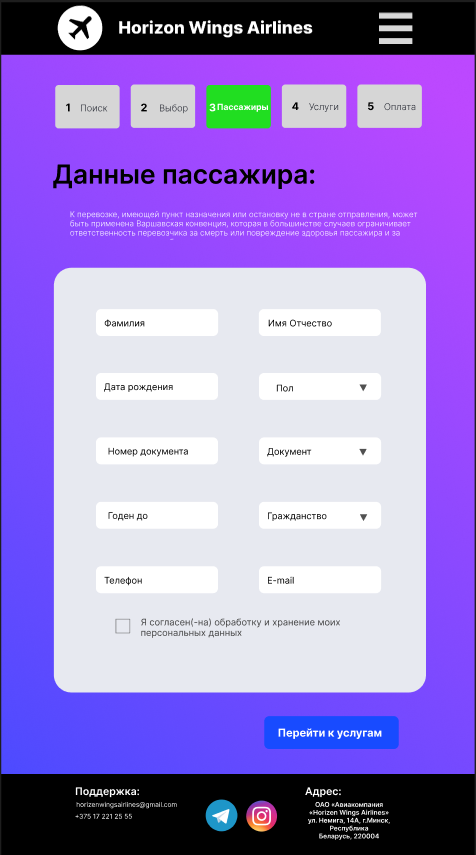 Horizon Wings Airlines
1 Поиск
2 Выбор
3 Пассажиры
4 Услуги
5 Оплата
Данные пассажира:
К перевозке, имеющей пункт назначения или остановку не в стране отправления, может
быть применена Варшавская конвенция, которая в большинстве случаев ограничивает
ответственность перевозчика за смерть или повреждение здоровья пассажира и за
Фамилия
Имя Отчество
Дата рождения
Пол
Номер документа
Документ
Годен до
Гражданство
Телефон
E-mail
Я согласен(-на) обработку и хранение моих
персональных данных
Перейти к услугам
Поддержка:
horizenwingsairlines@gmail.com
+375 17 221 25 55
Адрес:
ОАО «Авиакомпания
«Horizon Wings Airlines»
ул. Немига, 14А, г.Минск,
Республика
Беларусь, 220004